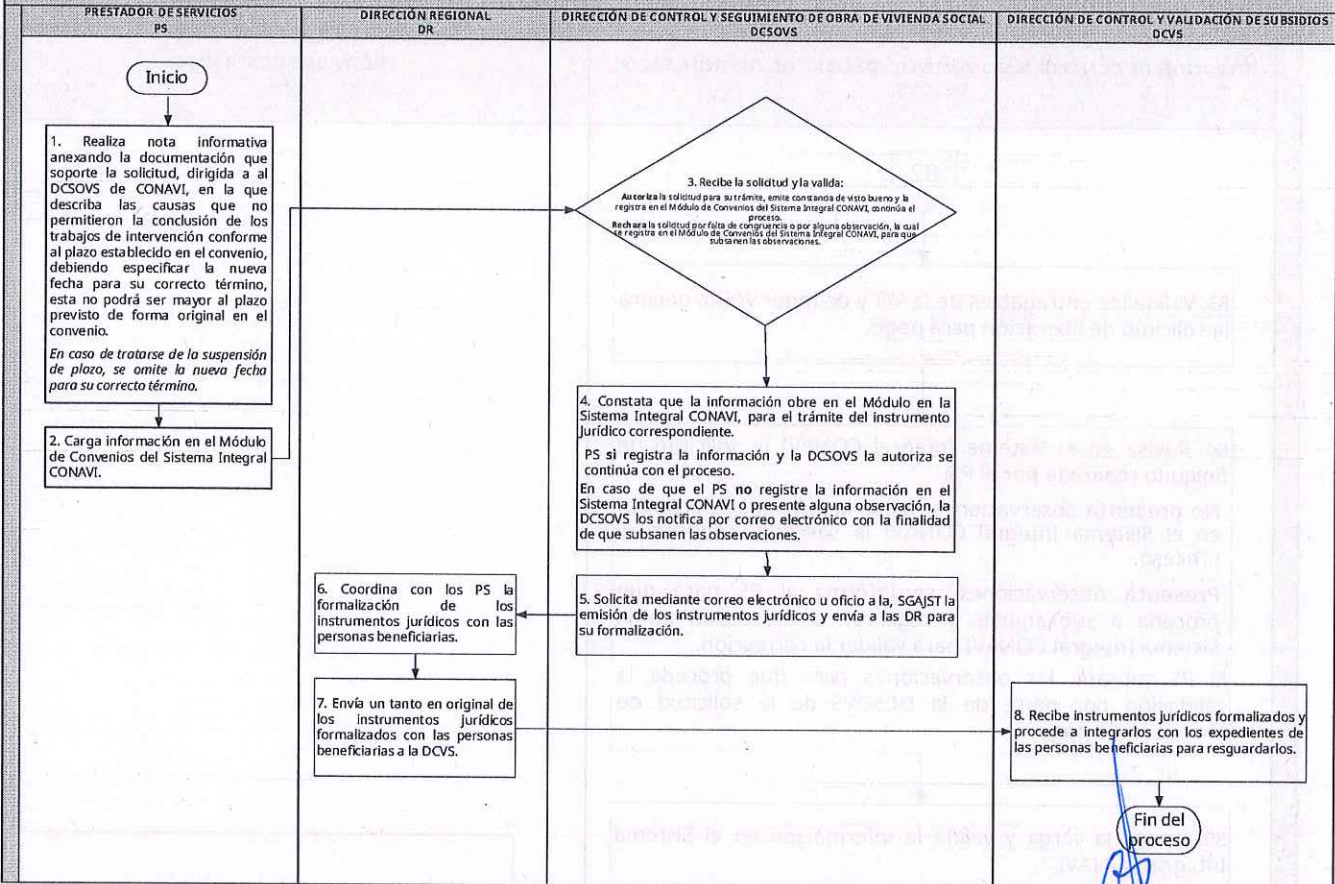 PRESTADOR DE SERVICIOS
PS
DIRECCIÓN REGIONAL
DR
DIRECCIÓN DE CONTROL Y SEGUIMIENTO DE OBRA DE VIVIENDA SOCIAL
DCSOVS
DIRECCIÓN DE CONTROL Y VALIDACIÓN DE SUBSIDIOS
DCVS
Inicio
1. Realiza nota informativa
anexando la documentación que
soporte la solicitud, dirigida a al
DCSOVS de CONAVI, en la que
describa las causas que no
permitieron la conclusión de los
trabajos de intervención conforme
al plazo establecido en el convenio,
debiendo especificar la nueva
fecha para su correcto término,
esta no podrá ser mayor al plazo
previsto de forma original en el
convenio.
En caso de tratarse de la suspensión
de plazo, se omite la nueva fecha
para su correcto término.
2. Carga información en el Módulo
de Convenios del Sistema Integral
CONAVI.
3. Recibe la solicitud y la valida:
Autoriza la solicitud para su trámite, emite constancia de visto bueno y la
registra en el Módulo de Convenios del Sistema Integral CONAVI, continúa el
proceso.
Rechaza la solicitud por falta de congruencia o por alguna observación, la cual
se registra en el Módulo de Convenios del Sistema Integral CONAVI, para que
subsanen las observaciones.
4. Constata que la información obre en el Módulo en la
Sistema Integral CONAVI, para el trámite del instrumento
Jurídico correspondiente.
PS si registra la información y la DCSOVS la autoriza se
continúa con el proceso.
En caso de que el PS no registre la información en el
Sistema Integral CONAVI o presente alguna observación, la
DCSOVS los notifica por correo electrónico con la finalidad
de que subsanen las observaciones.
5. Solicita mediante correo electrónico u oficio a la, SGAJST la
emisión de los instrumentos jurídicos y envío a las DR para
su formalización.
6. Coordina con los PS la
formalización de los
instrumentos jurídicos con las
personas beneficiarias.
7. Envía un tanto en original de
los instrumentos jurídicos
formalizados con las personas
beneficiarias a la DCVS.
8. Recibe instrumentos jurídicos formalizados y
procede a integrarlos con los expedientes de
las personas beneficiarias para resguardarlos.
Fin del
proceso